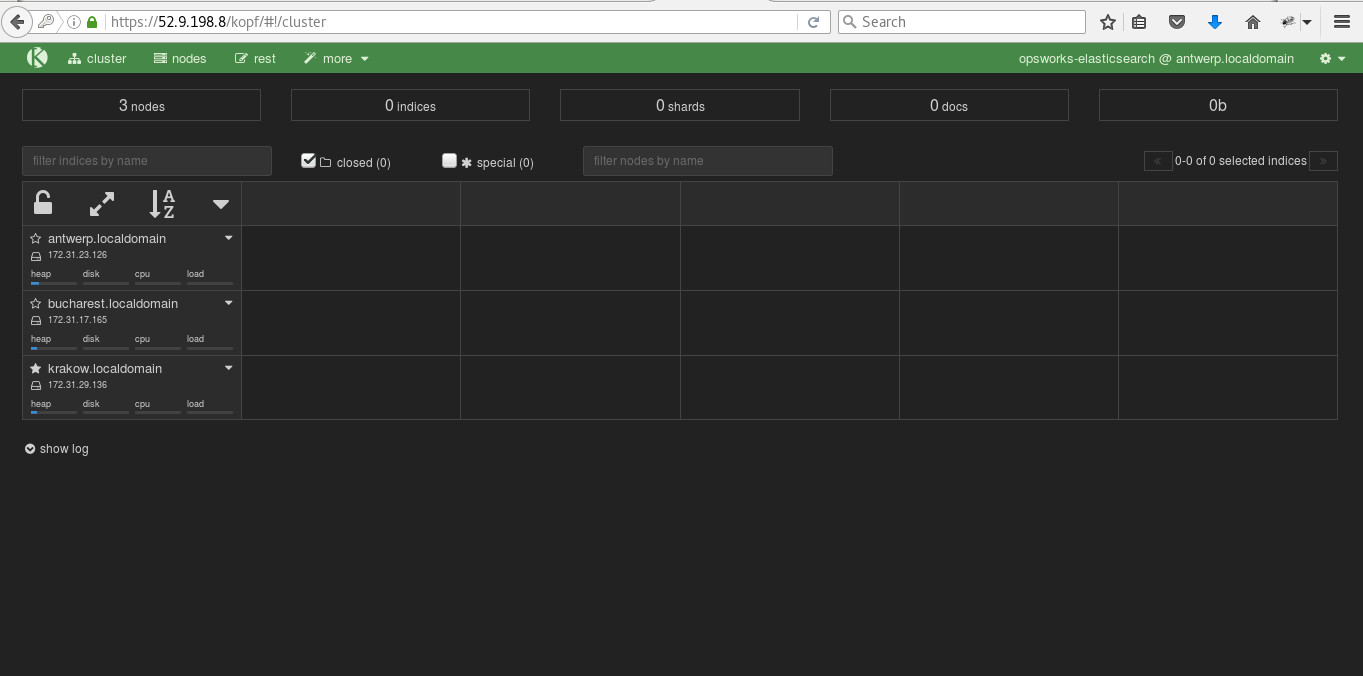 https://52.9.198.8/kopf/#!/cluster
Search
cluster nodes rest more opsworks-elasticsearch @ antwerp.localdomain
3 nodes 0 indices 0 shards 0 docs 0b
filter indices by name closed (0) special (0) filter nodes by name « 0-0 of 0 selected indices »
A
Z
antwerp.localdomain
172.31.23.126
heap disk cpu load
bucharest.localdomain
172.31.17.165
heap disk cpu load
krakow.localdomain
172.31.29.136
heap disk cpu load
show log